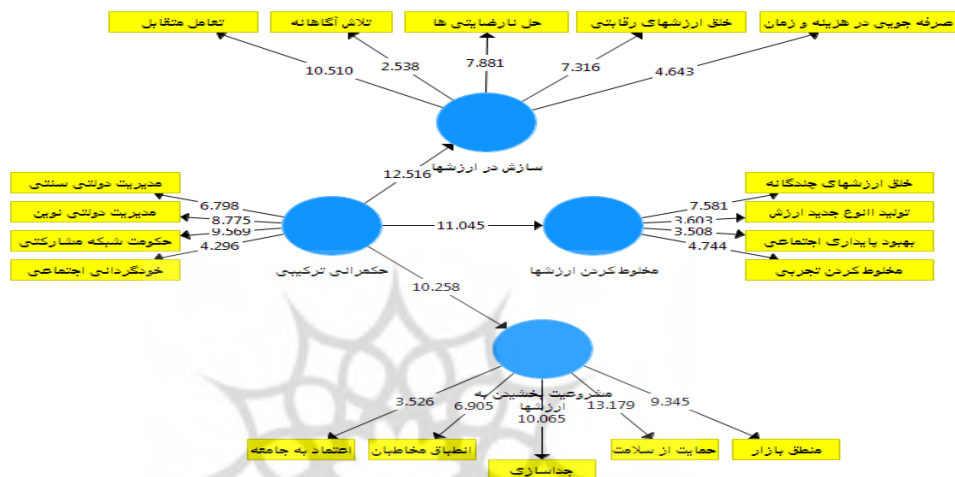 صرفه جویی در هزینه و زمان
خلق ارزشهای رقابتی
حل نارضایتی ها
تلاش آگاهانه
تعامل متقابل
10.510
2.538
7.881
7.316
4.643
سازش در ارزشها
12.516
مدیریت دولتی سنتی
مدیریت دولتی نوین
حکومت شبکه مشارکتی
خودگردانی اجتماعی
6.798
8.775
9.569
4.296
حکمرانی ترکیبی
11.045
مخلوط کردن ارزشها
7.581
3.603
3.508
4.744
خلق ارزشهای چندگانه
تولید اانوع جدید ارزش
بهبود پایداری اجتماعی
مخلوط کردن تجربی
10.258
مشروعیت بخشیدن به
ارزشها
3.526
6.905
10.065
13.179
9.345
منطق بازار
حمایت از سلامت
جداسازی
انطباق مخاطبان
اعتماد به جامعه